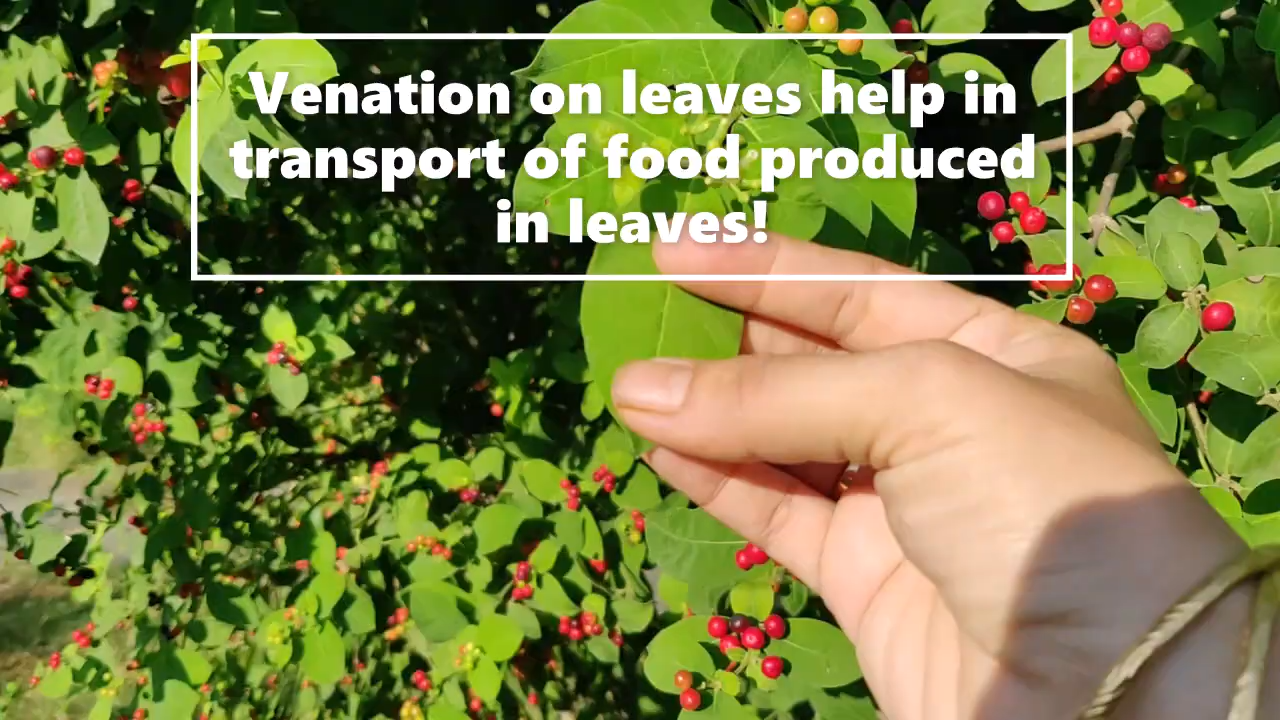 Venation on leaves help in
transport of food produced
in leaves!